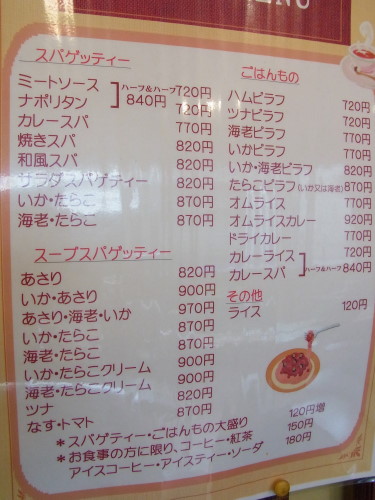 MENU
スパゲッティー
ミートソース 720円
ハーフ&ハーフ 840円
ナポリタン 720円
カレースパ 770円
焼きスパ 820円
和風スパ 820円
サラダスパゲティー 820円
いか・たらこ 870円
海老・たらこ 870円
スープスパゲッティー
あさり 820円
いか・あさり 900円
あさり・海老・いか 970円
いか・たらこ 870円
海老・たらこ 870円
いか・たらこクリーム 900円
海老・たらこクリーム 900円
ツナ 820円
なす・トマト 870円
ごはんもの
ハムピラフ 720円
ツナピラフ 720円
海老ピラフ 770円
いかピラフ 770円
いか・海老ピラフ 820円
たらこピラフ(いか又は海老) 870円
オムライス 770円
オムライスカレー 920円
ドライカレー 770円
カレーライス 720円
カレースパ ハーフ&ハーフ 840円
その他
ライス 120円
*スパゲティー・ごはんもの大盛り 120円増
*お食事の方に限り、コーヒー・紅茶 150円
アイスコーヒー・アイスティー・ソーダ 180円